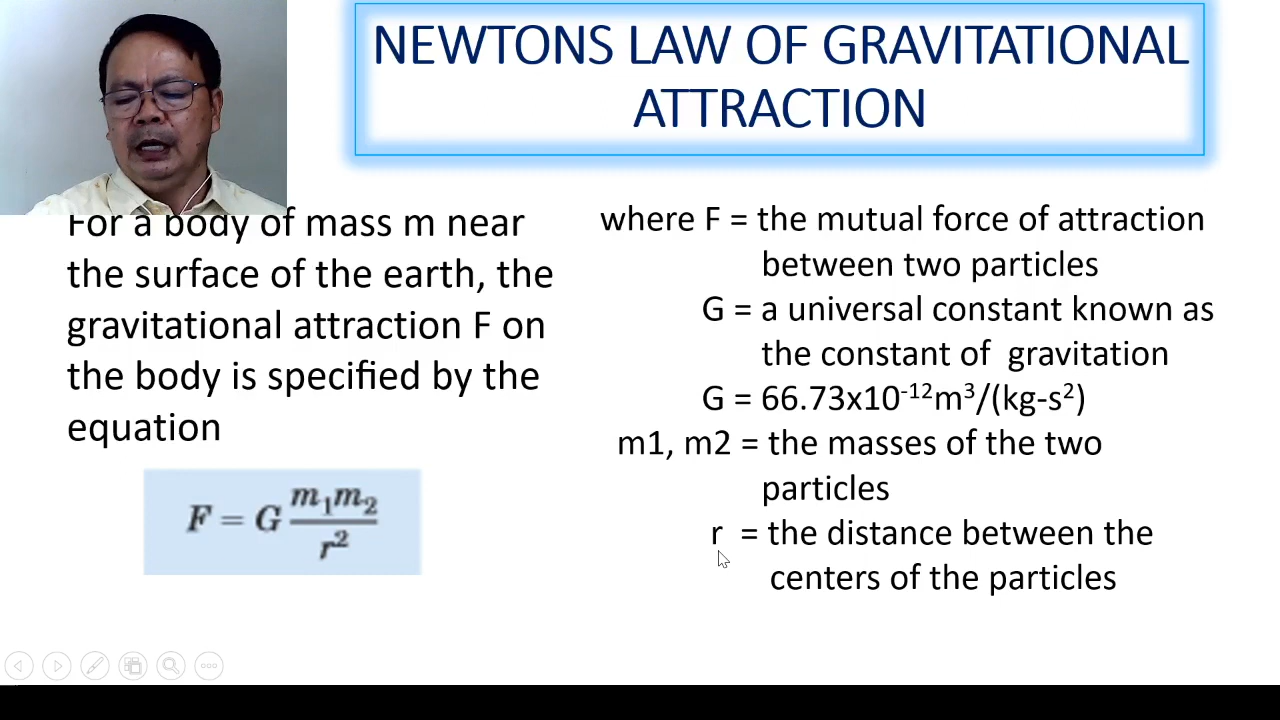 NEWTONS LAW OF GRAVITATIONAL
ATTRACTION
For a body of mass m near
the surface of the earth, the
gravitational attraction F on
the body is specified by the
equation
F = G m₁m₂ / r²
where F = the mutual force of attraction
between two particles
G = a universal constant known as
the constant of gravitation
G = 66.73x10⁻¹²m³/(kg-s²)
m1, m2 = the masses of the two
particles
r = the distance between the
centers of the particles